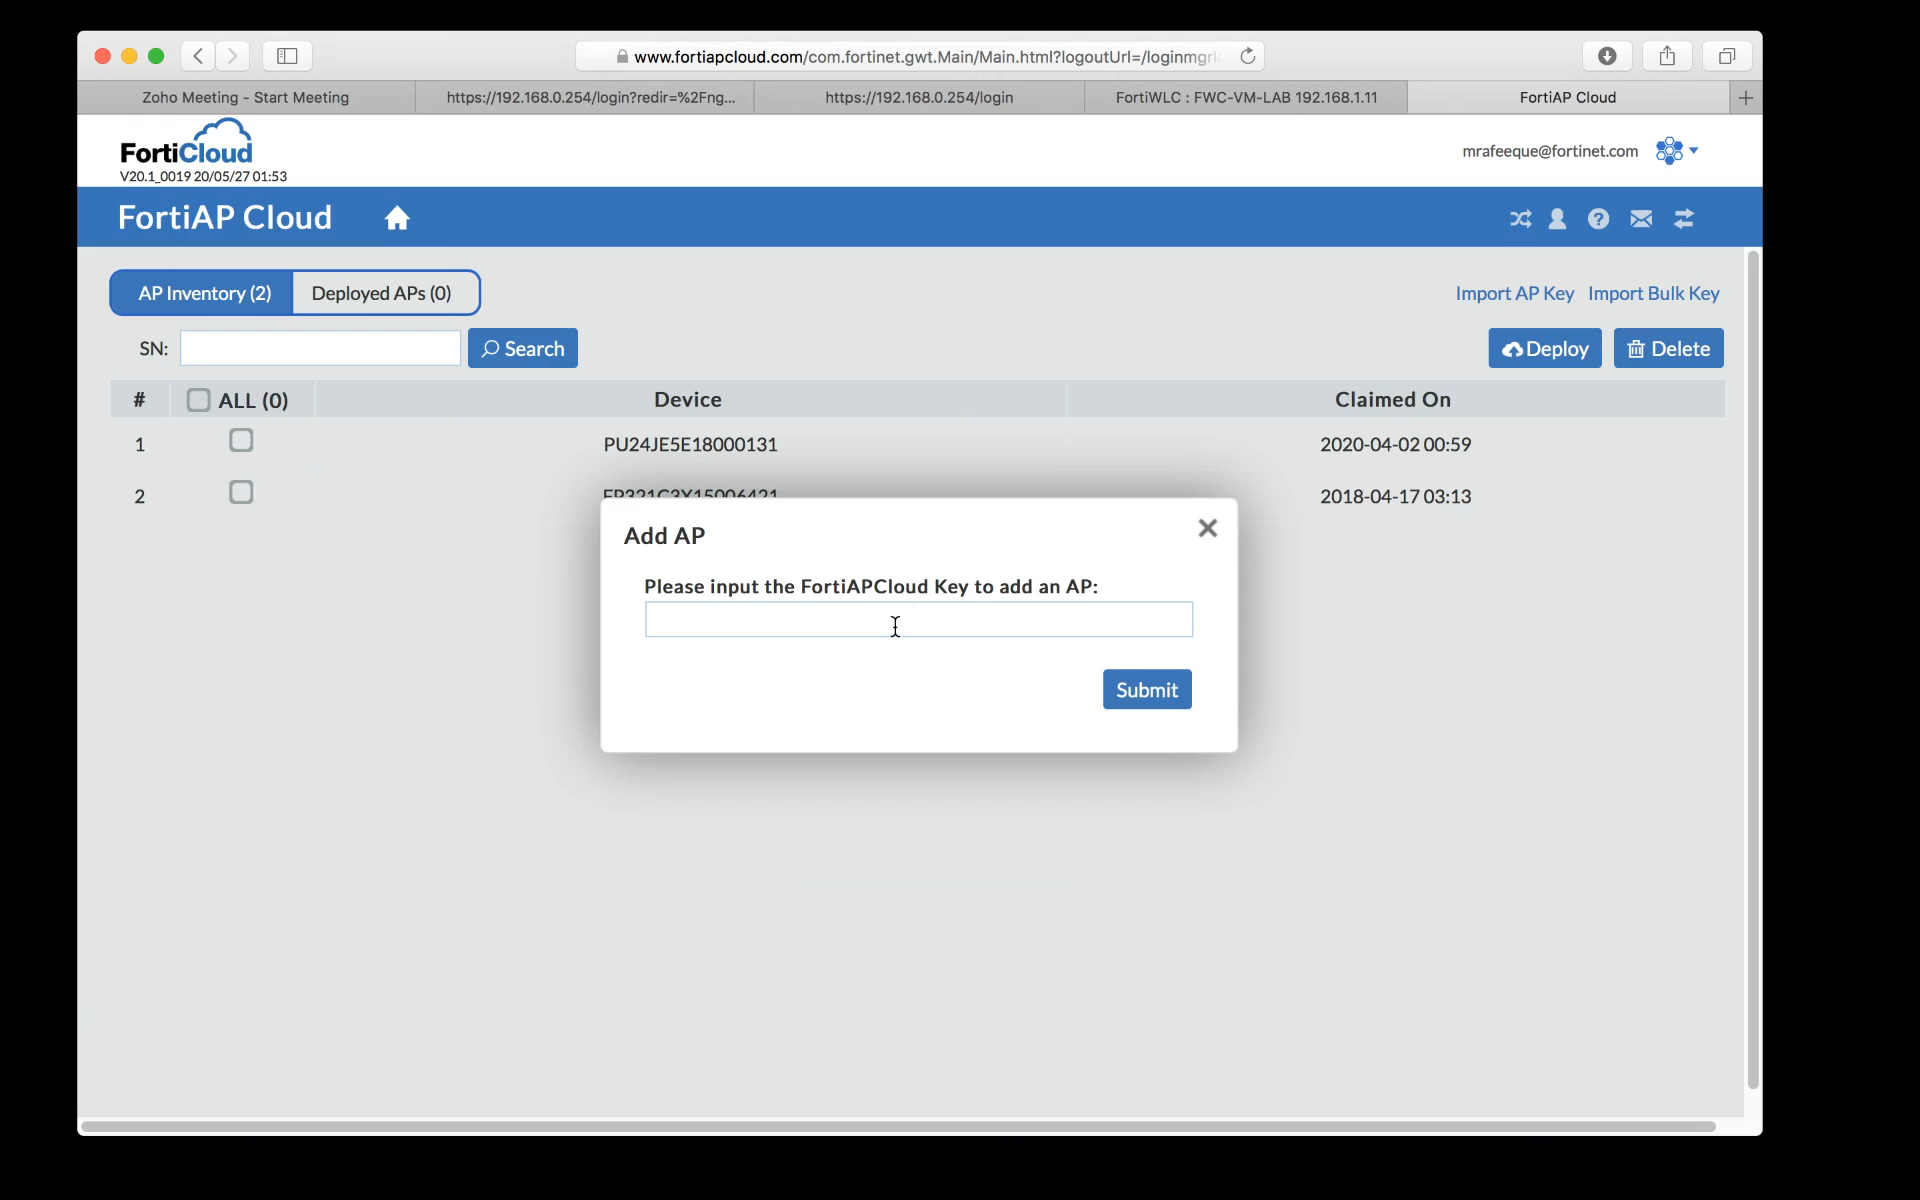 www.fortiapcloud.com/com.fortinet.gwt.Main/Main.html?logoutUrl=/loginmgr
Zoho Meeting - Start Meeting
https://192.168.0.254/login?redir=%2Fng...
https://192.168.0.254/login
FortiWLC : FWC-VM-LAB 192.168.1.11
FortiAP Cloud
FortiCloud
V20.1_0019 20/05/27 01:53
mrafeeque@fortinet.com
FortiAP Cloud
AP Inventory (2)
Deployed APs (0)
Import AP Key
Import Bulk Key
SN:
Search
Deploy
Delete
# ALL (0) Device Claimed On
1 PU24JE5E18000131 2020-04-02 00:59
2 FP321C3X15006421 2018-04-17 03:13
Add AP
Please input the FortiAPCloud Key to add an AP:
Submit